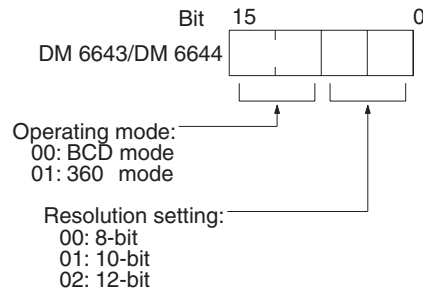 Bit 15 0
DM 6643/DM 6644
Operating mode:
00: BCD mode
01: 360 mode
Resolution setting:
00: 8-bit
01: 10-bit
02: 12-bit